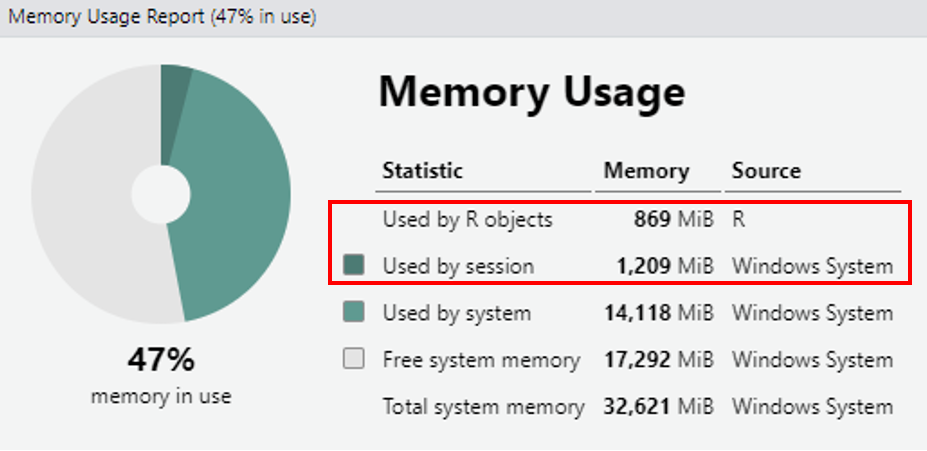 Memory Usage Report (47% in use)
Memory Usage
Statistic Memory Source
Used by R objects 869 MiB R
Used by session 1,209 MiB Windows System
Used by system 14,118 MiB Windows System
Free system memory 17,292 MiB Windows System
Total system memory 32,621 MiB Windows System
47%
memory in use